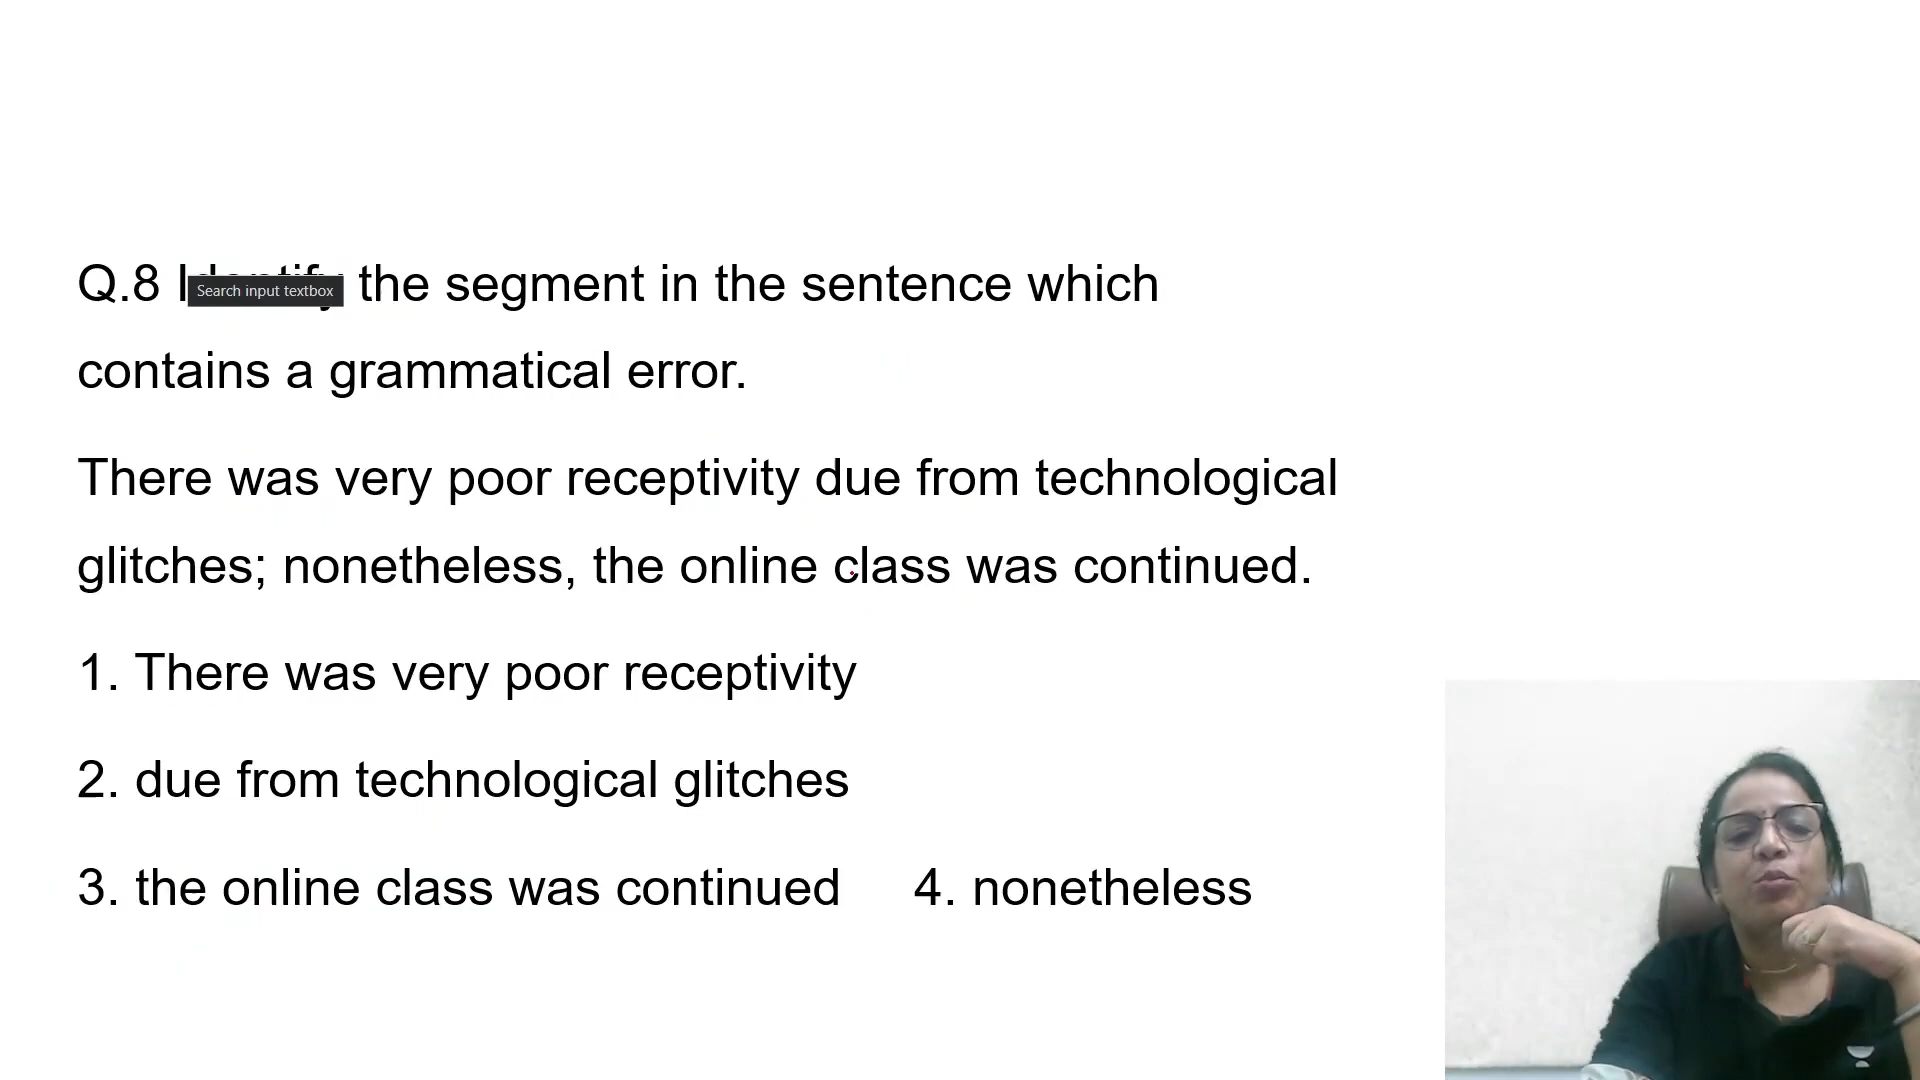 Q.8 the segment in the sentence which
Search input textbox
contains a grammatical error.
There was very poor receptivity due from technological
glitches; nonetheless, the online class was continued.
1. There was very poor receptivity
2. due from technological glitches
3. the online class was continued 4. nonetheless